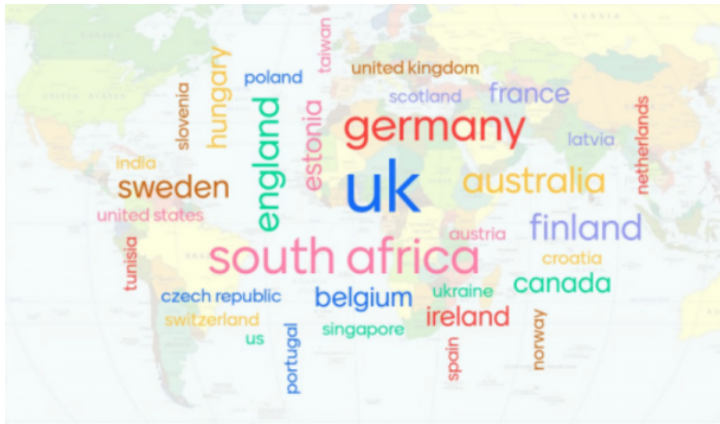 taiwan
hungary
united kingdom
poland
slovenia
scotland
france
england
estonia
germany
netherlands
latvia
india
sweden
uk
australia
united states
finland
tunisia
south africa
austria
croatia
czech republic
belgium
ukraine
canada
switzerland
singapore
ireland
us
portugal
spain
norway